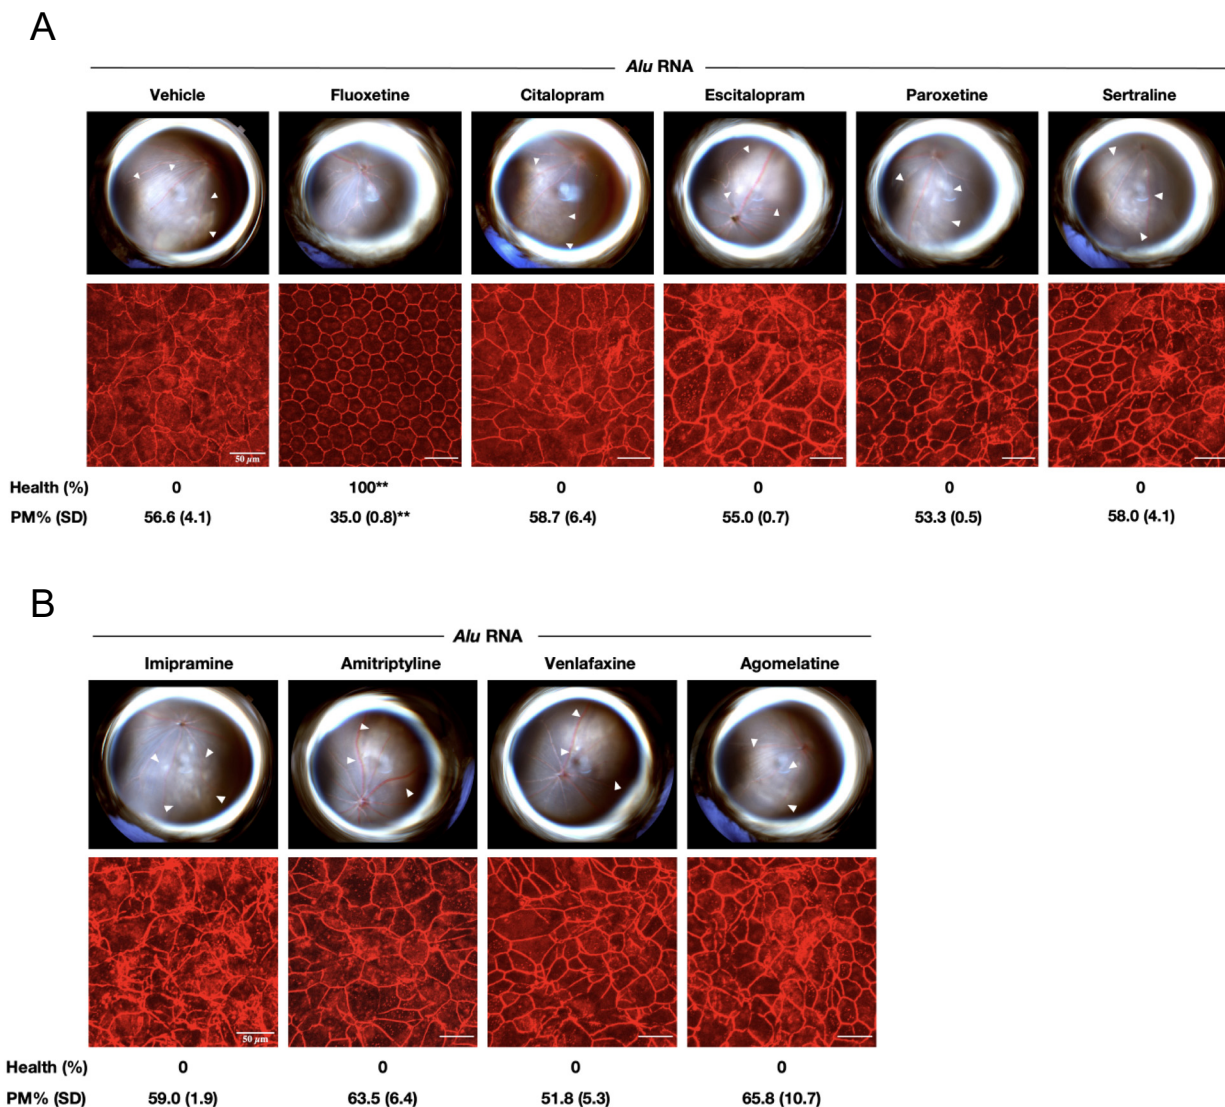 A
Alu RNA
Vehicle Fluoxetine Citalopram Escitalopram Paroxetine Sertraline
50 µm
Health (%) 0 100** 0 0 0 0
PM% (SD) 56.6 (4.1) 35.0 (0.8)** 58.7 (6.4) 55.0 (0.7) 53.3 (0.5) 58.0 (4.1)
B
Alu RNA
Imipramine Amitriptyline Venlafaxine Agomelatine
50 µm
Health (%) 0 0 0 0
PM% (SD) 59.0 (1.9) 63.5 (6.4) 51.8 (5.3) 65.8 (10.7)